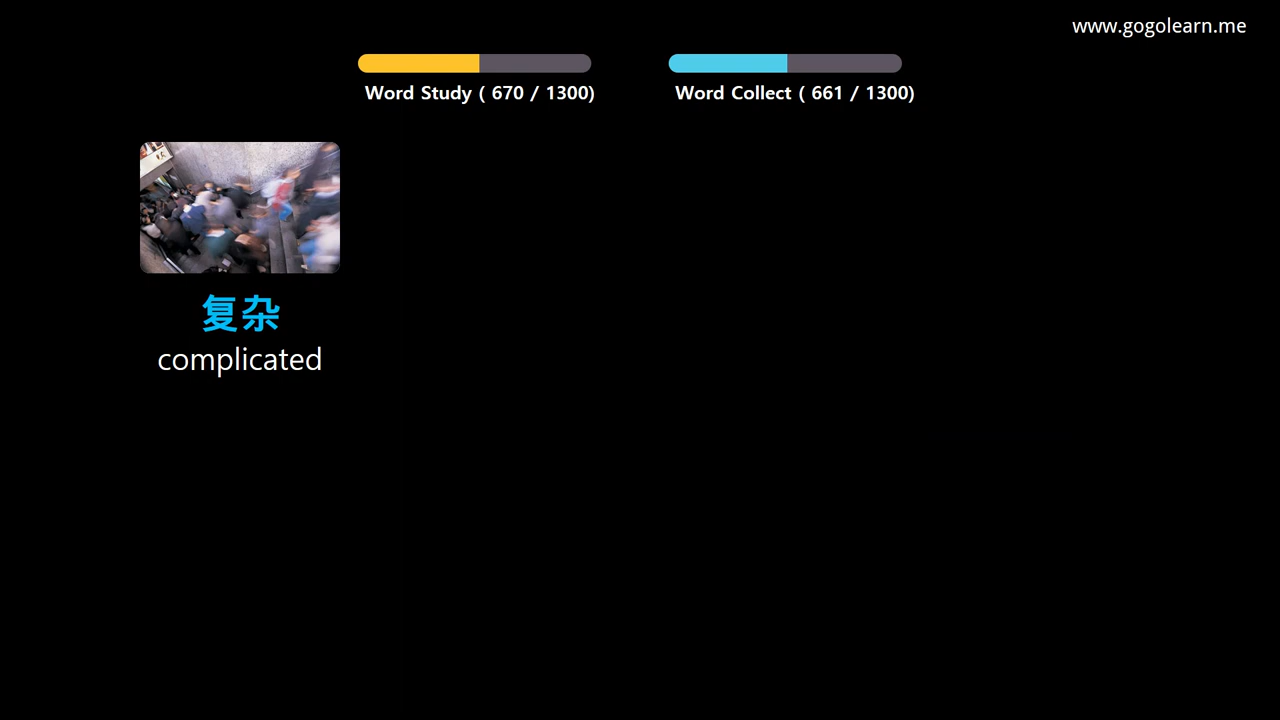 www.gogolearn.me
Word Study ( 670 / 1300)
Word Collect ( 661 / 1300)
复杂
complicated